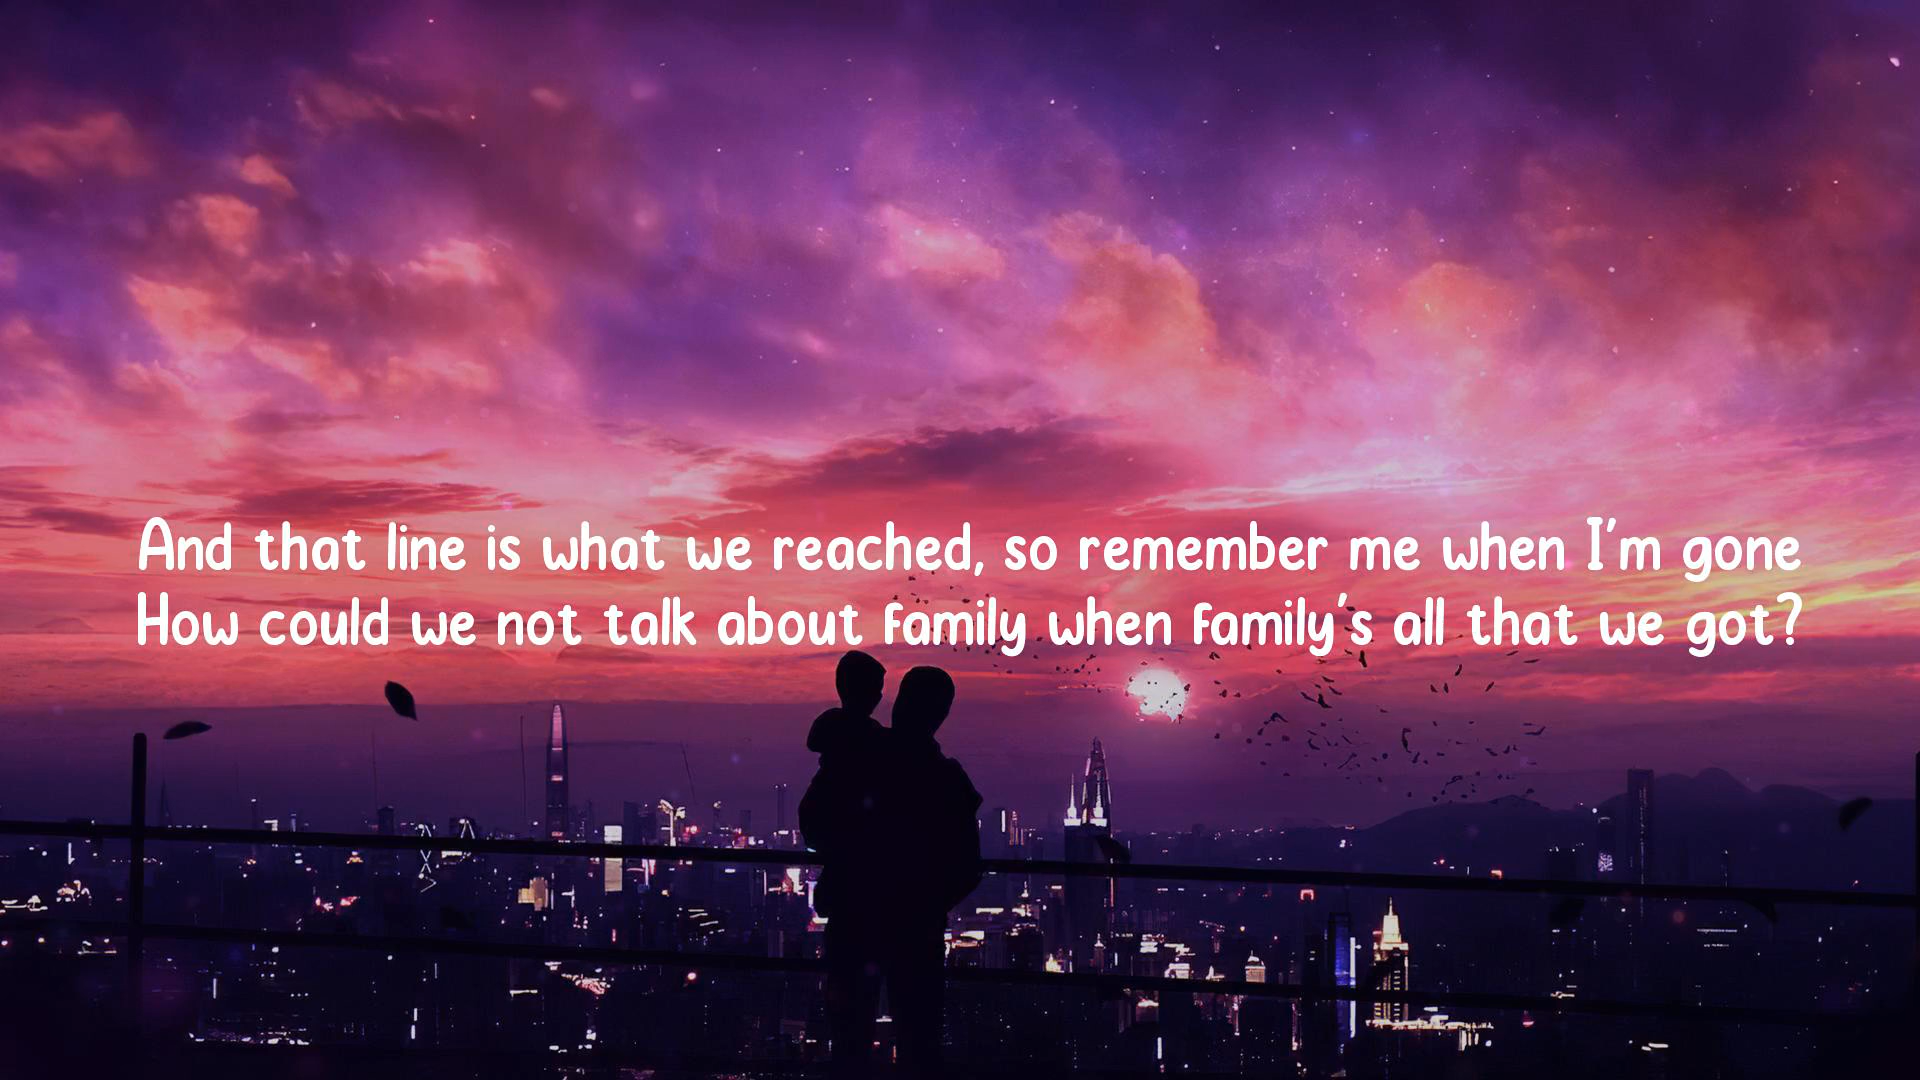 And that line is what we reached, so remember me when I'm gone
How could we not talk about family when family's all that we got?